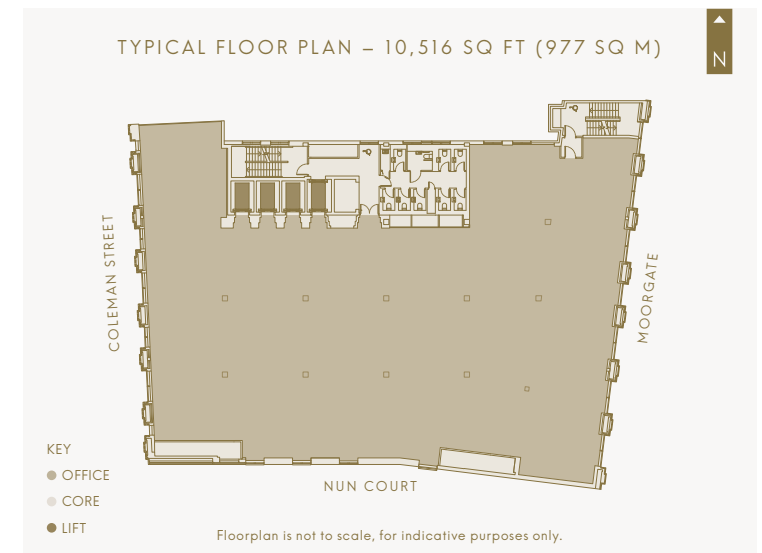 TYPICAL FLOOR PLAN – 10,516 SQ FT (977 SQ M)
N
COLEMAN STREET
MOORGATE
KEY
OFFICE
CORE
LIFT
NUN COURT
Floorplan is not to scale, for indicative purposes only.